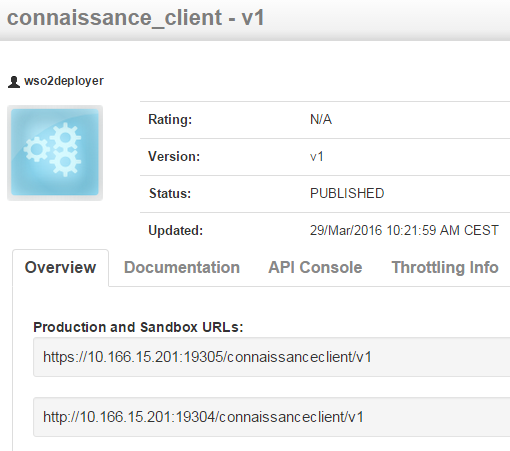 connaissance_client - v1
wso2deployer
Rating: N/A
Version: v1
Status: PUBLISHED
Updated: 29/Mar/2016 10:21:59 AM CEST
Overview Documentation API Console Throttling Info
Production and Sandbox URLs:
https://10.166.15.201:19305/connaissanceclient/v1
http://10.166.15.201:19304/connaissanceclient/v1